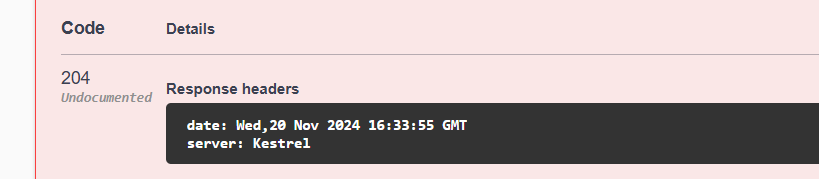 Code Details
204
Undocumented
Response headers
date: Wed,20 Nov 2024 16:33:55 GMT
server: Kestrel